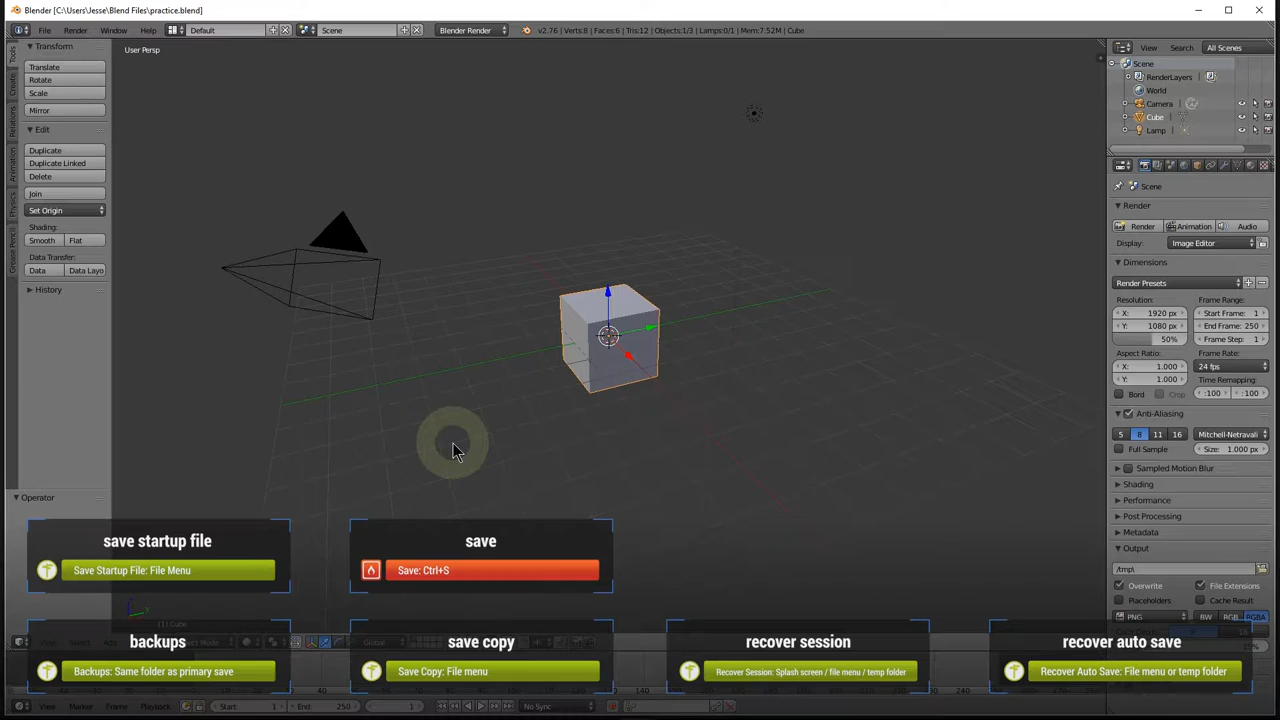 Blender [C:\Users\Jesse\Blend Files\practice.blend]
File Render Window Help Default Scene Blender Render v2.76 | Verts:8 | Faces:6 | Tris:12 | Objects:1/3 | Lamps:0/1 | Mem:7.52M | Cube
View Search All Scenes
Tools
Create
Relations
Animation
Physics
Grease Pencil
Transform
Translate
Rotate
Scale
Mirror
Edit
Duplicate
Duplicate Linked
Delete
Join
Set Origin
Shading:
Smooth Flat
Data Transfer:
Data Data Layo
History
Operator
User Persp
Scene
RenderLayers
World
Camera
Cube
Lamp
Scene
Render
Render Animation Audio
Display: Image Editor
Dimensions
Render Presets
Resolution: Frame Range:
X: 1920 px Start Frame: 1
Y: 1080 px End Frame: 250
50% Frame Step: 1
Aspect Ratio: Frame Rate:
X: 1.000 24 fps
Y: 1.000 Time Remapping:
Bord Crop :100 :100
Anti-Aliasing
5 8 11 16 Mitchell-Netravali
Full Sample Size: 1.000 px
Sampled Motion Blur
Shading
Performance
Post Processing
Metadata
Output
/tmp\
Overwrite File Extensions
Placeholders Cache Result
PNG BW RGB RGBA
save startup file
Save Startup File: File Menu
save
Save: Ctrl+S
(1) Cube
Global
backups
Backups: Same folder as primary save
save copy
Save Copy: File menu
recover session
Recover Session: Splash screen / file menu / temp folder
recover auto save
Recover Auto Save: File menu or temp folder
View Marker Frame Playback Start: 1 End: 250 1 No Sync